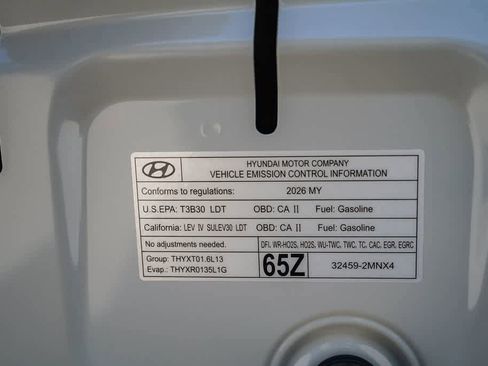 HYUNDAI MOTOR COMPANY
VEHICLE EMISSION CONTROL INFORMATION
Conforms to regulations: 2026 MY
U.S.EPA: T3B30 LDT OBD: CA II Fuel: Gasoline
California: LEV IV SULEV30 LDT OBD: CA II Fuel: Gasoline
No adjustments needed. DFI, WR-HO2S, HO2S, WU-TWC, TWC, TC, CAC, EGR, EGRC
Group: THYXT01.6L13
Evap.: THYXR0135L1G
65Z 32459-2MNX4